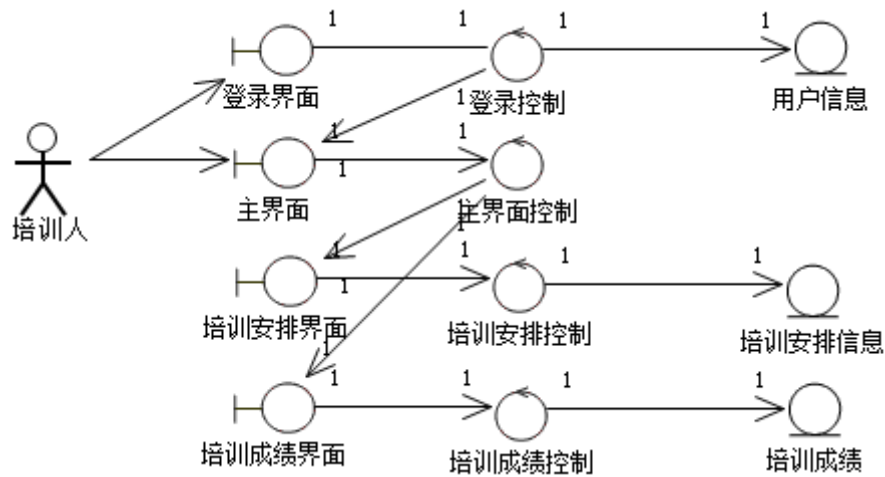 1 1 1 1
登录界面 1 登录控制 用户信息
1 1
1
培训人 主界面 主界面控制
1
1 1 1 1
1
培训安排界面 培训安排控制 培训安排信息
1
1 1 1 1
培训成绩界面 培训成绩控制 培训成绩